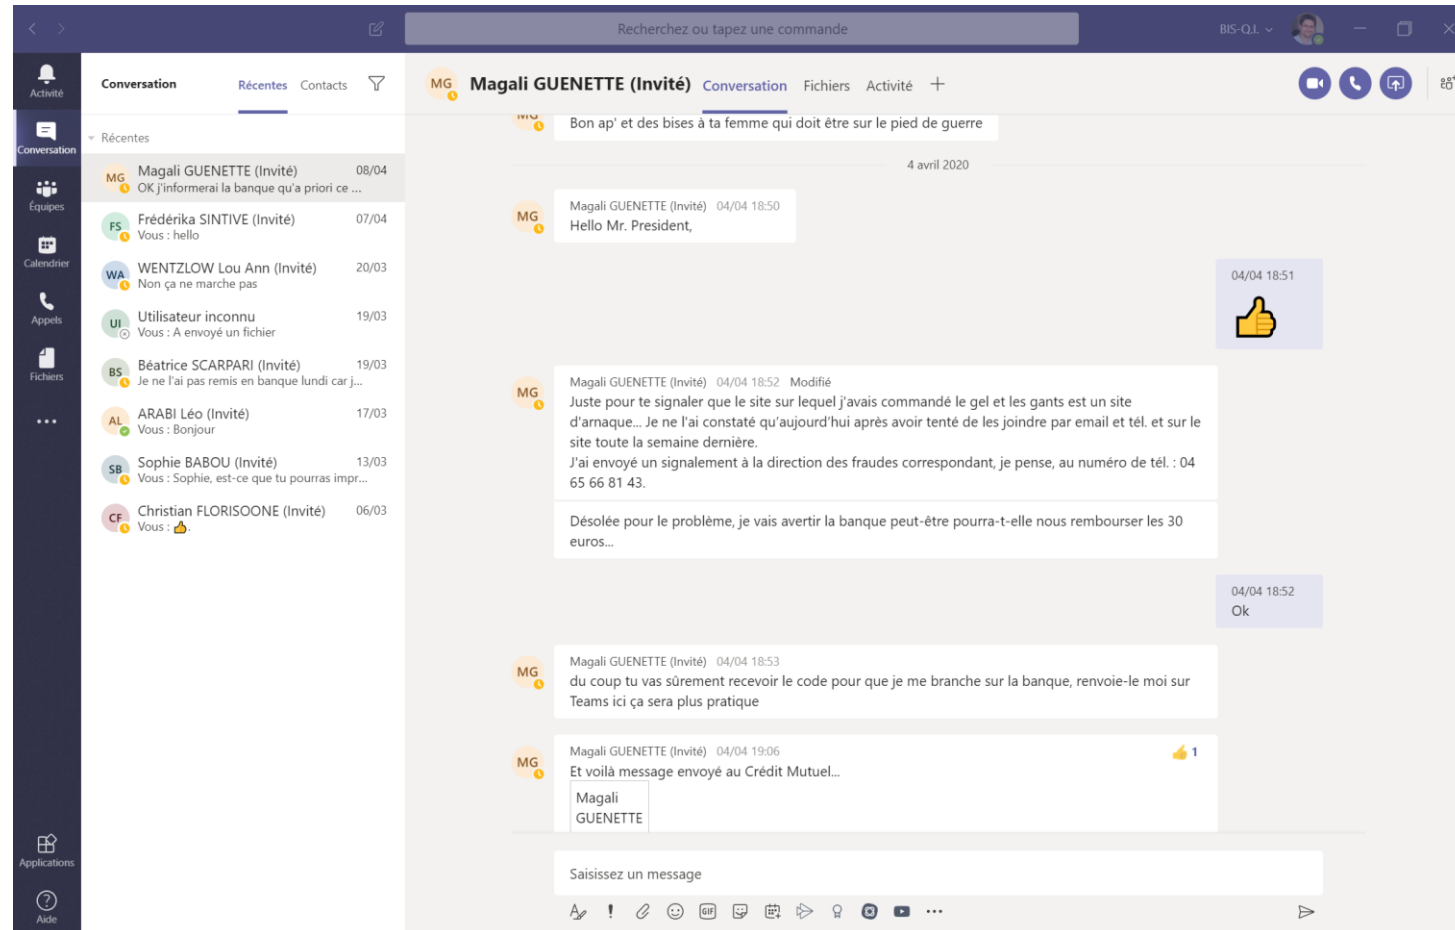 Recherchez ou tapez une commande
BIS-Q.I.
Activité
Conversation
Équipes
Calendrier
Appels
Fichiers
Applications
Aide
Conversation
Récentes
Contacts
Récentes
MG
Magali GUENETTE (Invité)
08/04
OK j'informerai la banque qu'a priori ce ...
FS
Frédérika SINTIVE (Invité)
07/04
Vous : hello
WA
WENTZLOW Lou Ann (Invité)
20/03
Non ça ne marche pas
UI
Utilisateur inconnu
19/03
Vous : A envoyé un fichier
BS
Béatrice SCARPARI (Invité)
19/03
Je ne l'ai pas remis en banque lundi car j...
AL
ARABI Léo (Invité)
17/03
Vous : Bonjour
SB
Sophie BABOU (Invité)
13/03
Vous : Sophie, est-ce que tu pourras impr...
CF
Christian FLORISOONE (Invité)
06/03
Vous : 👍.
MG
Magali GUENETTE (Invité)
Conversation
Fichiers
Activité
MG
Bon ap' et des bises à ta femme qui doit être sur le pied de guerre
4 avril 2020
MG
Magali GUENETTE (Invité) 04/04 18:50
Hello Mr. President,
04/04 18:51
👍
MG
Magali GUENETTE (Invité) 04/04 18:52 Modifié
Juste pour te signaler que le site sur lequel j'avais commandé le gel et les gants est un site
d'arnaque... Je ne l'ai constaté qu'aujourd'hui après avoir tenté de les joindre par email et tél. et sur le
site toute la semaine dernière.
J'ai envoyé un signalement à la direction des fraudes correspondant, je pense, au numéro de tél. : 04
65 66 81 43.
Désolée pour le problème, je vais avertir la banque peut-être pourra-t-elle nous rembourser les 30
euros...
04/04 18:52
Ok
MG
Magali GUENETTE (Invité) 04/04 18:53
du coup tu vas sûrement recevoir le code pour que je me branche sur la banque, renvoie-le moi sur
Teams ici ça sera plus pratique
MG
Magali GUENETTE (Invité) 04/04 19:06
👍 1
Et voilà message envoyé au Crédit Mutuel...
Magali
GUENETTE
Saisissez un message
GIF